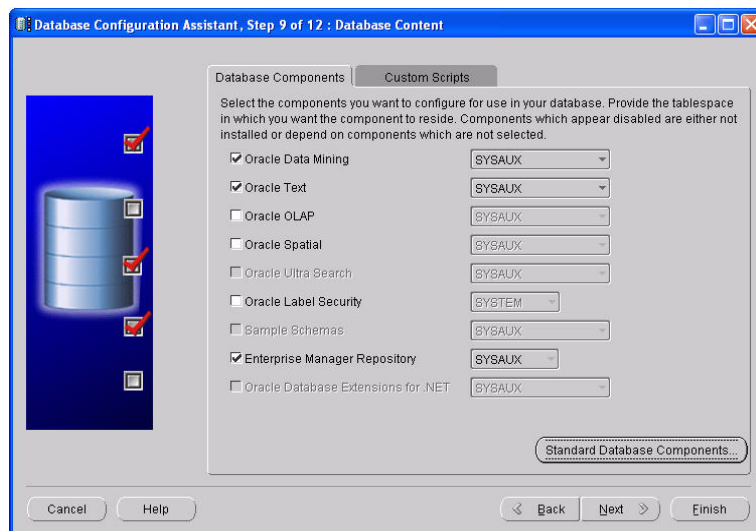 Database Configuration Assistant, Step 9 of 12 : Database Content
Database Components
Custom Scripts
Select the components you want to configure for use in your database. Provide the tablespace
in which you want the component to reside. Components which appear disabled are either not
installed or depend on components which are not selected.
Oracle Data Mining SYSAUX
Oracle Text SYSAUX
Oracle OLAP SYSAUX
Oracle Spatial SYSAUX
Oracle Ultra Search SYSAUX
Oracle Label Security SYSTEM
Sample Schemas SYSAUX
Enterprise Manager Repository SYSAUX
Oracle Database Extensions for .NET SYSAUX
Standard Database Components...
Cancel Help Back Next Finish